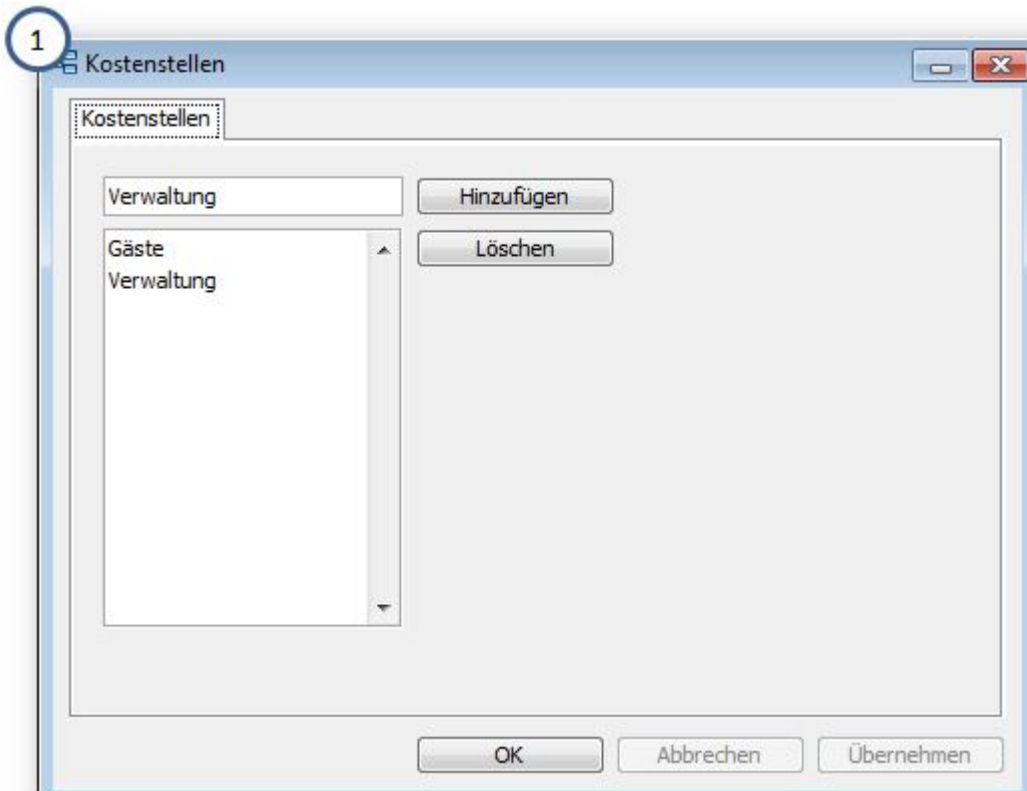 1
Kostenstellen
Kostenstellen
Verwaltung Hinzufügen
Gäste Löschen
Verwaltung
OK Abbrechen Übernehmen